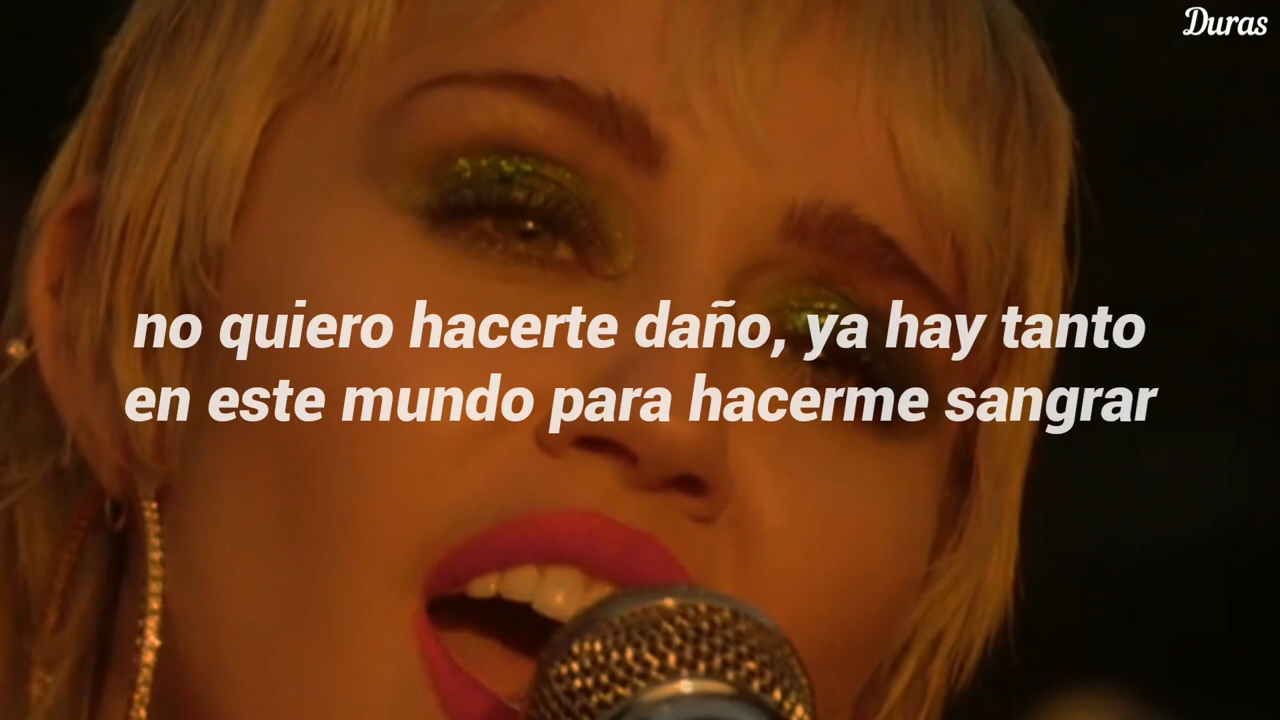 Duras
no quiero hacerte daño, ya hay tanto
en este mundo para hacerme sangrar